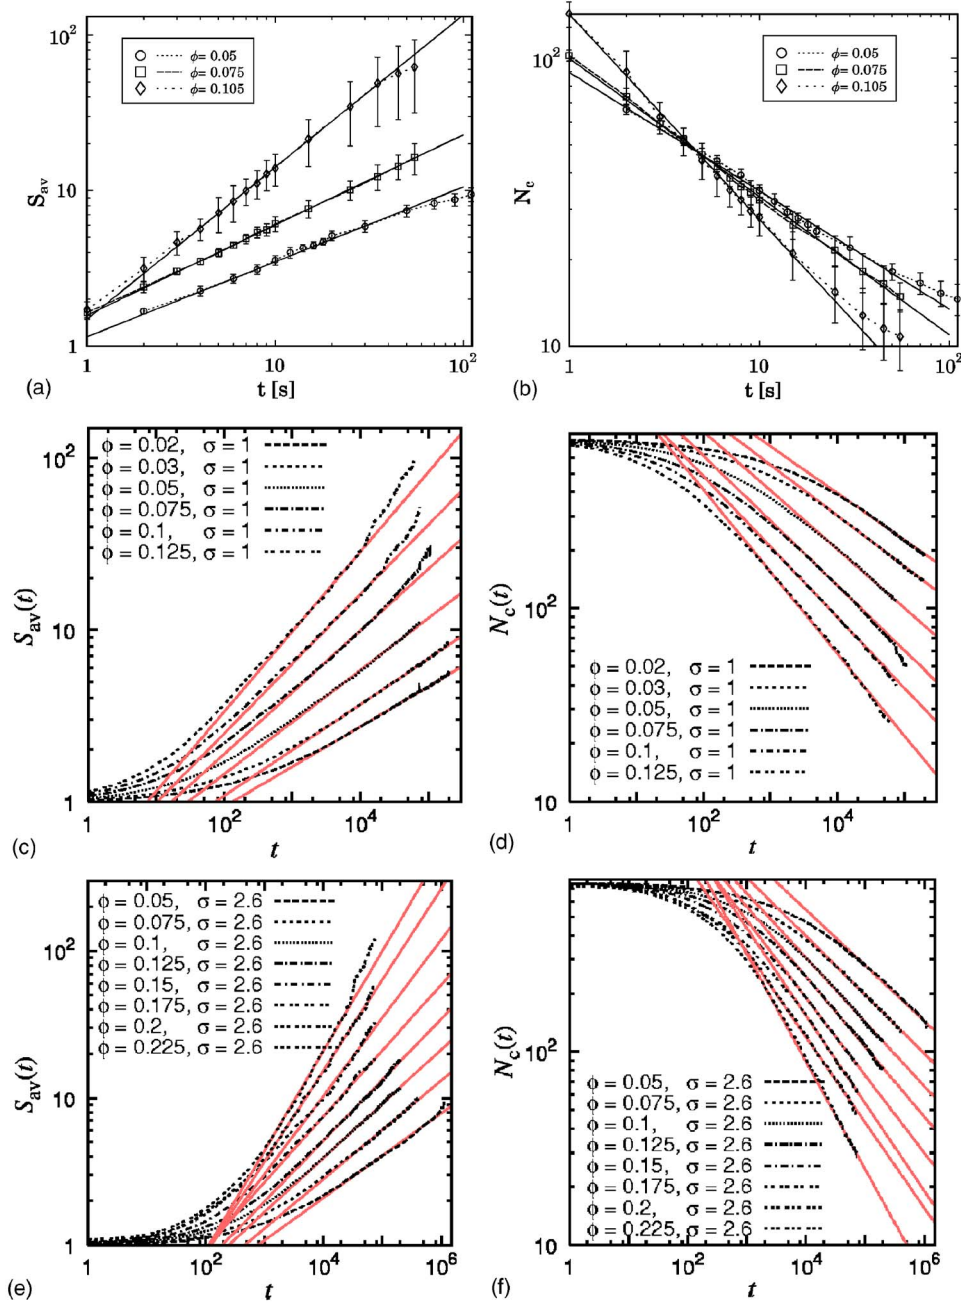 10²
ϕ= 0.05
ϕ= 0.075
ϕ= 0.105
S_av
10
1
1
10
10²
(a)
t [s]
10²
ϕ= 0.05
ϕ= 0.075
ϕ= 0.105
N_c
10
1
10
10²
(b)
t [s]
ϕ = 0.02, σ = 1
ϕ = 0.03, σ = 1
ϕ = 0.05, σ = 1
ϕ = 0.075, σ = 1
ϕ = 0.1, σ = 1
ϕ = 0.125, σ = 1
10²
S_av(t)
10
1
1
10²
10⁴
(c)
t
N_c(t)
10²
ϕ = 0.02, σ = 1
ϕ = 0.03, σ = 1
ϕ = 0.05, σ = 1
ϕ = 0.075, σ = 1
ϕ = 0.1, σ = 1
ϕ = 0.125, σ = 1
10
1
10²
10⁴
(d)
t
ϕ = 0.05, σ = 2.6
ϕ = 0.075, σ = 2.6
ϕ = 0.1, σ = 2.6
ϕ = 0.125, σ = 2.6
ϕ = 0.15, σ = 2.6
ϕ = 0.175, σ = 2.6
ϕ = 0.2, σ = 2.6
ϕ = 0.225, σ = 2.6
10²
S_av(t)
10
1
1
10²
10⁴
10⁶
(e)
t
N_c(t)
10²
ϕ = 0.05, σ = 2.6
ϕ = 0.075, σ = 2.6
ϕ = 0.1, σ = 2.6
ϕ = 0.125, σ = 2.6
ϕ = 0.15, σ = 2.6
ϕ = 0.175, σ = 2.6
ϕ = 0.2, σ = 2.6
ϕ = 0.225, σ = 2.6
10
1
10²
10⁴
10⁶
(f)
t